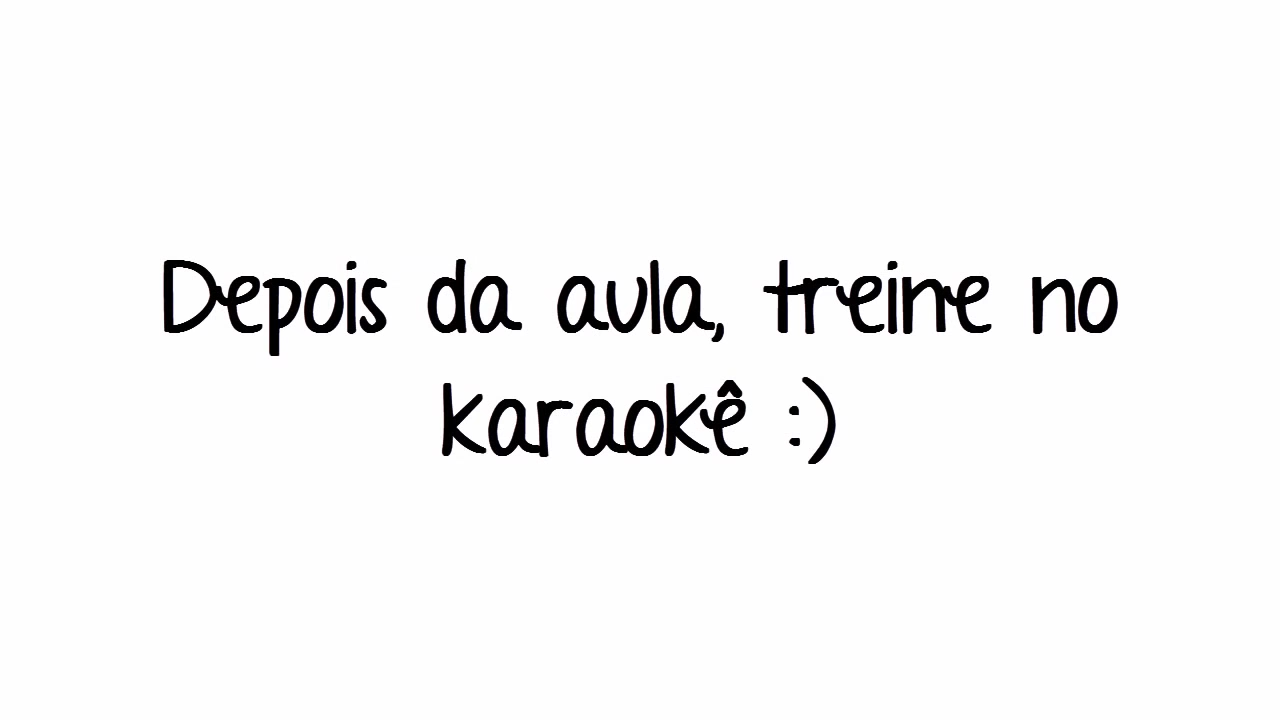 Depois da aula, treine no
karaokê :)